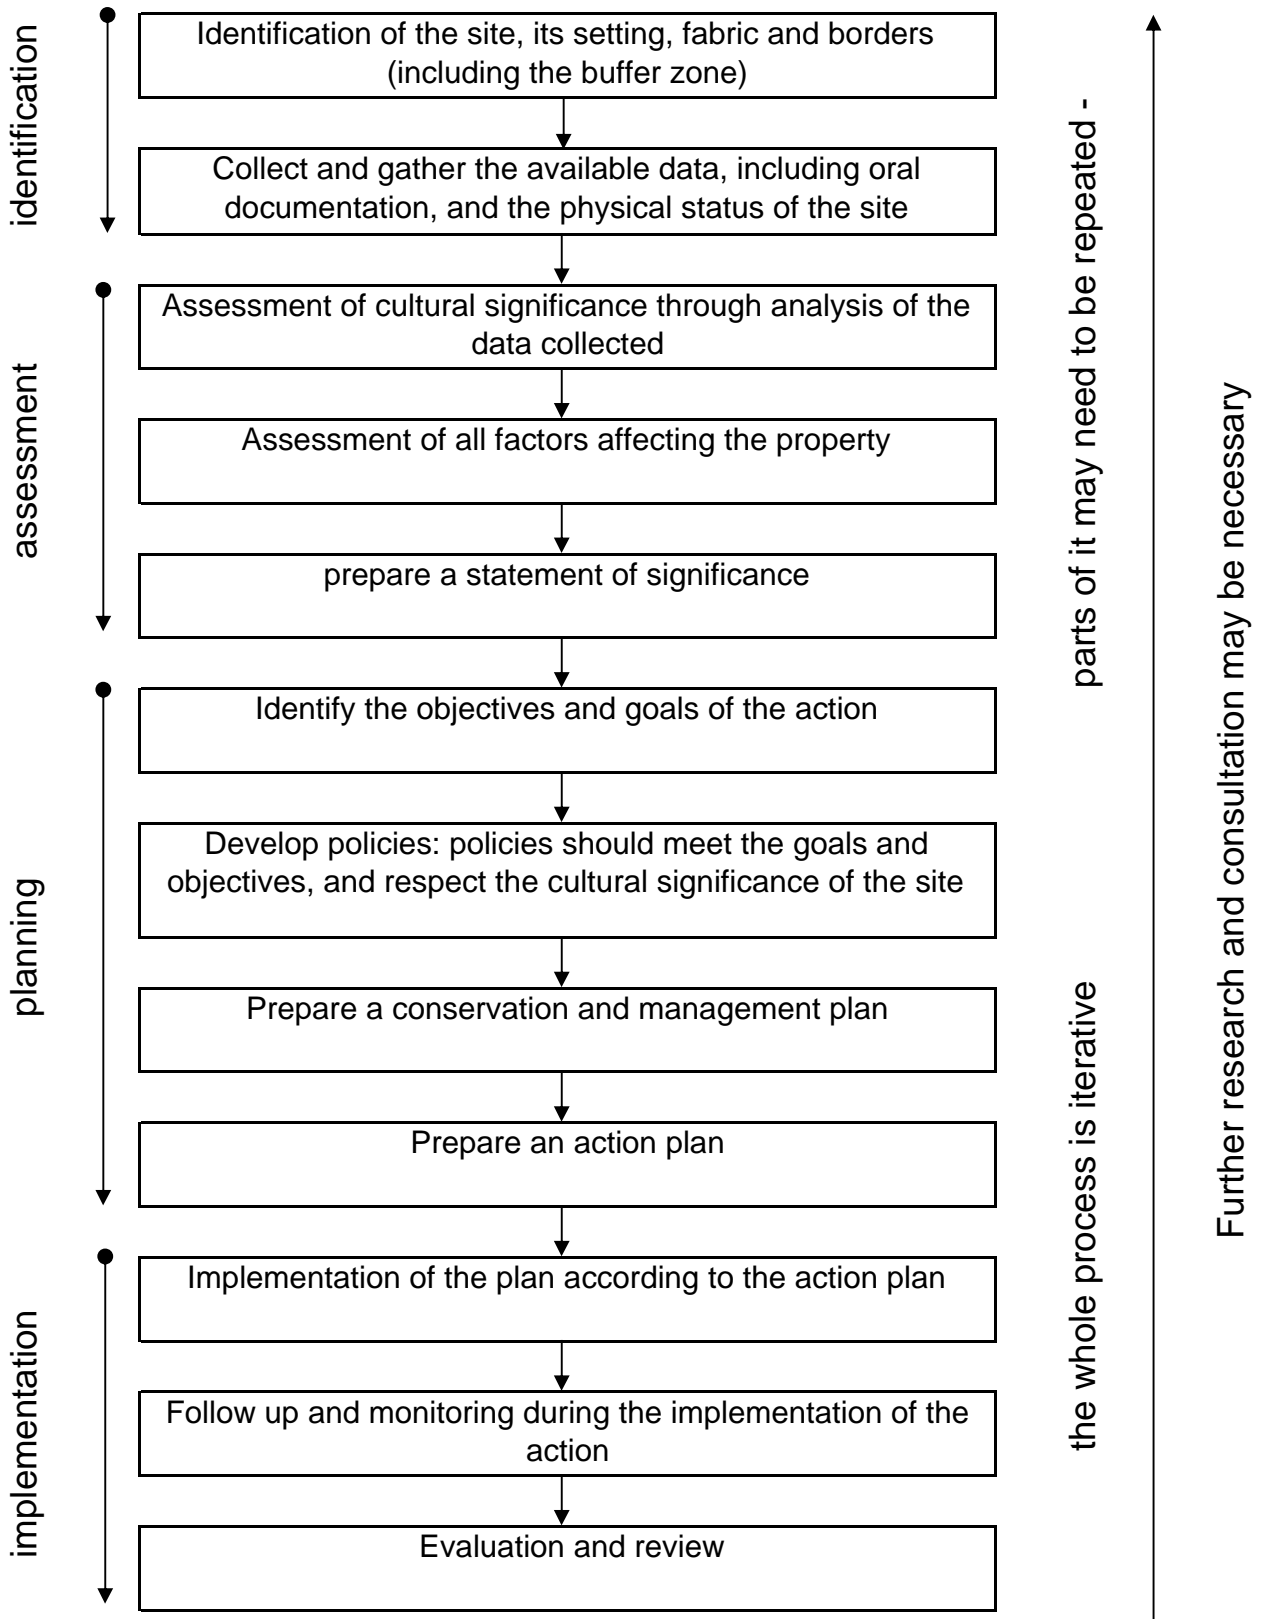 identification
Identification of the site, its setting, fabric and borders
(including the buffer zone)
Collect and gather the available data, including oral
documentation, and the physical status of the site
assessment
Assessment of cultural significance through analysis of the
data collected
Assessment of all factors affecting the property
prepare a statement of significance
planning
Identify the objectives and goals of the action
Develop policies: policies should meet the goals and
objectives, and respect the cultural significance of the site
Prepare a conservation and management plan
Prepare an action plan
implementation
Implementation of the plan according to the action plan
Follow up and monitoring during the implementation of the
action
Evaluation and review
the whole process is iterative
parts of it may need to be repeated -
Further research and consultation may be necessary